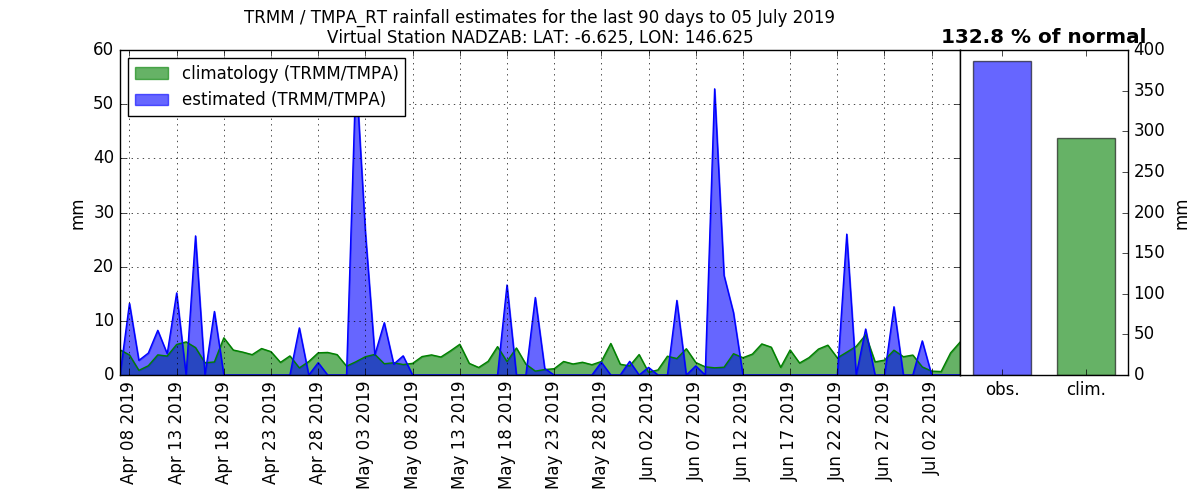 TRMM / TMPA_RT rainfall estimates for the last 90 days to 05 July 2019
Virtual Station NADZAB: LAT: -6.625, LON: 146.625
132.8 % of normal
climatology (TRMM/TMPA)
estimated (TRMM/TMPA)
60
50
40
30
20
10
0
mm
Apr 08 2019
Apr 13 2019
Apr 18 2019
Apr 23 2019
Apr 28 2019
May 03 2019
May 08 2019
May 13 2019
May 18 2019
May 23 2019
May 28 2019
Jun 02 2019
Jun 07 2019
Jun 12 2019
Jun 17 2019
Jun 22 2019
Jun 27 2019
Jul 02 2019
400
350
300
250
200
150
100
50
0
mm
obs.
clim.